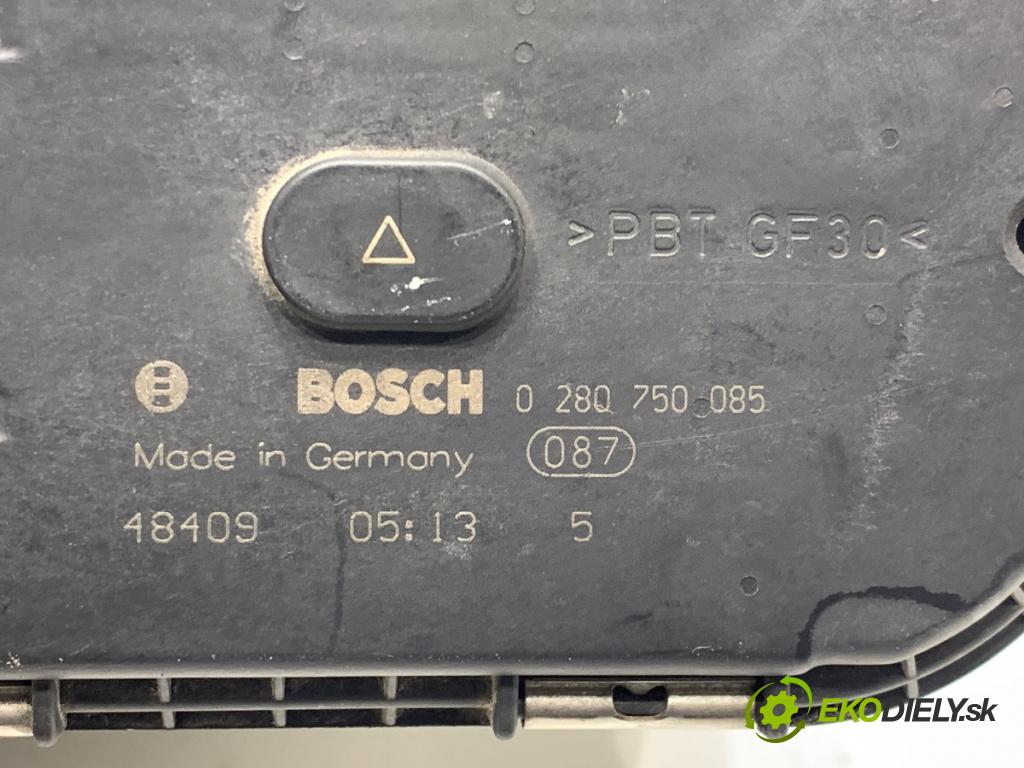 >PBT GF30<
BOSCH 0 280 750 085
Made in Germany 087
48409 05:13 5
EKODIELY.sk